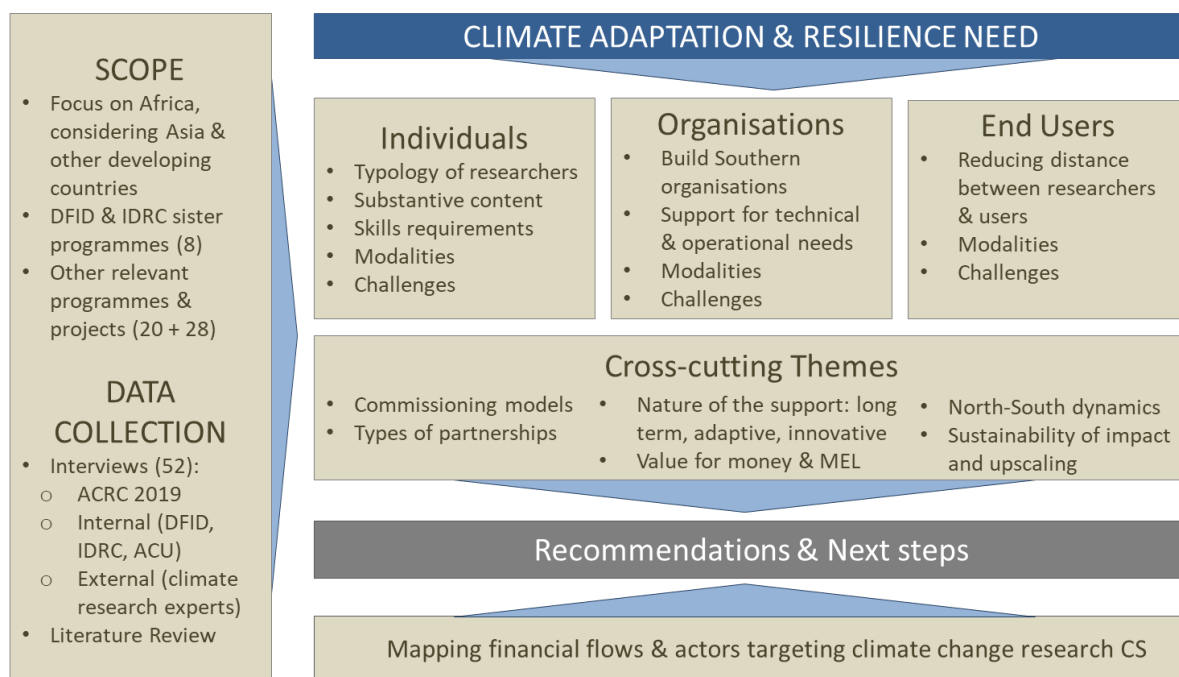 SCOPE
• Focus on Africa,
considering Asia &
other developing
countries
• DFID & IDRC sister
programmes (8)
• Other relevant
programmes &
projects (20 + 28)
DATA
COLLECTION
• Interviews (52):
o ACRC 2019
o Internal (DFID,
IDRC, ACU)
o External (climate
research experts)
• Literature Review
CLIMATE ADAPTATION & RESILIENCE NEED
Individuals
• Typology of researchers
• Substantive content
• Skills requirements
• Modalities
• Challenges
Organisations
• Build Southern
organisations
• Support for technical
& operational needs
• Modalities
• Challenges
End Users
• Reducing distance
between researchers
& users
• Modalities
• Challenges
Cross-cutting Themes
• Commissioning models
• Types of partnerships
• Nature of the support: long
term, adaptive, innovative
• Value for money & MEL
• North-South dynamics
• Sustainability of impact
and upscaling
Recommendations & Next steps
Mapping financial flows & actors targeting climate change research CS